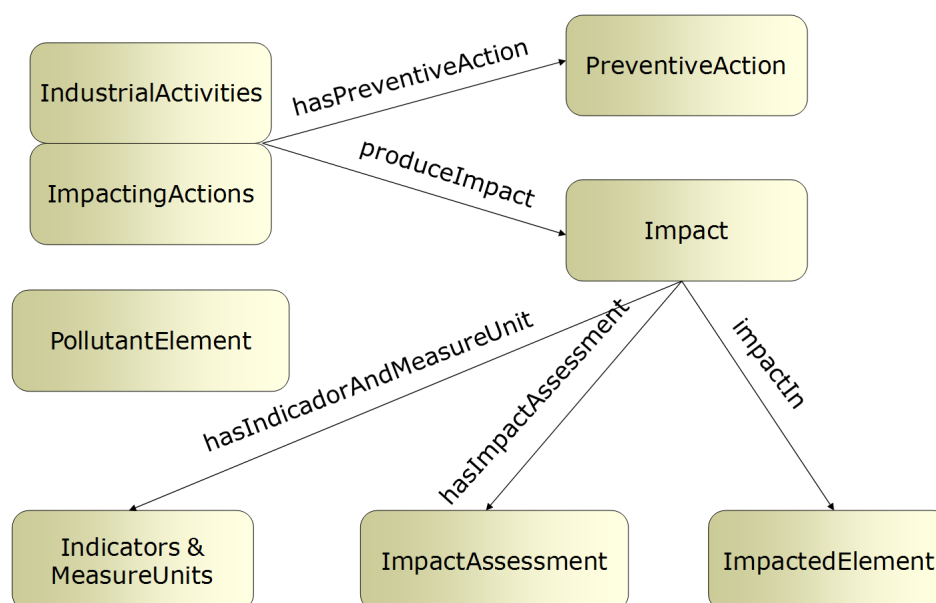 IndustrialActivities
hasPreventiveAction
PreventiveAction
ImpactingActions
produceImpact
Impact
PollutantElement
hasIndicadorAndMeasureUnit
hasImpactAssessment
impactIn
Indicators &
MeasureUnits
ImpactAssessment
ImpactedElement